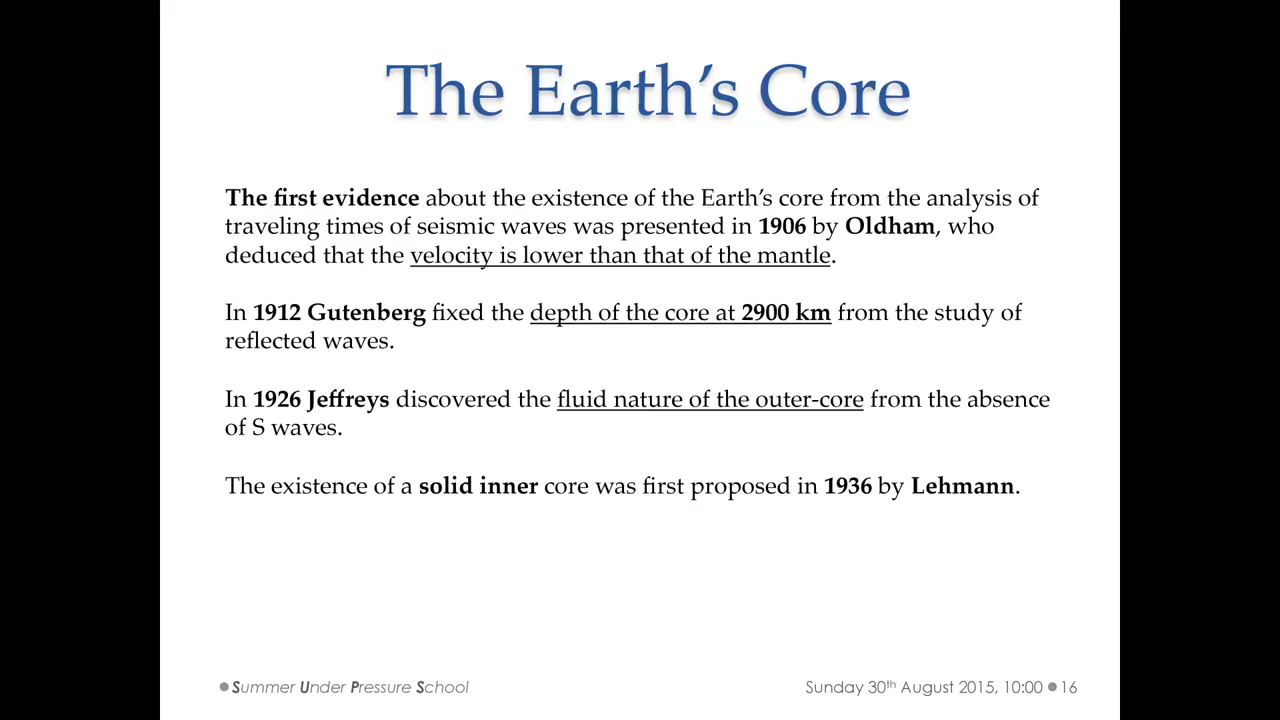 The Earth’s Core
The first evidence about the existence of the Earth’s core from the analysis of
traveling times of seismic waves was presented in 1906 by Oldham, who
deduced that the velocity is lower than that of the mantle.
In 1912 Gutenberg fixed the depth of the core at 2900 km from the study of
reflected waves.
In 1926 Jeffreys discovered the fluid nature of the outer-core from the absence
of S waves.
The existence of a solid inner core was first proposed in 1936 by Lehmann.
Summer Under Pressure School
Sunday 30th August 2015, 10:00 ● 16